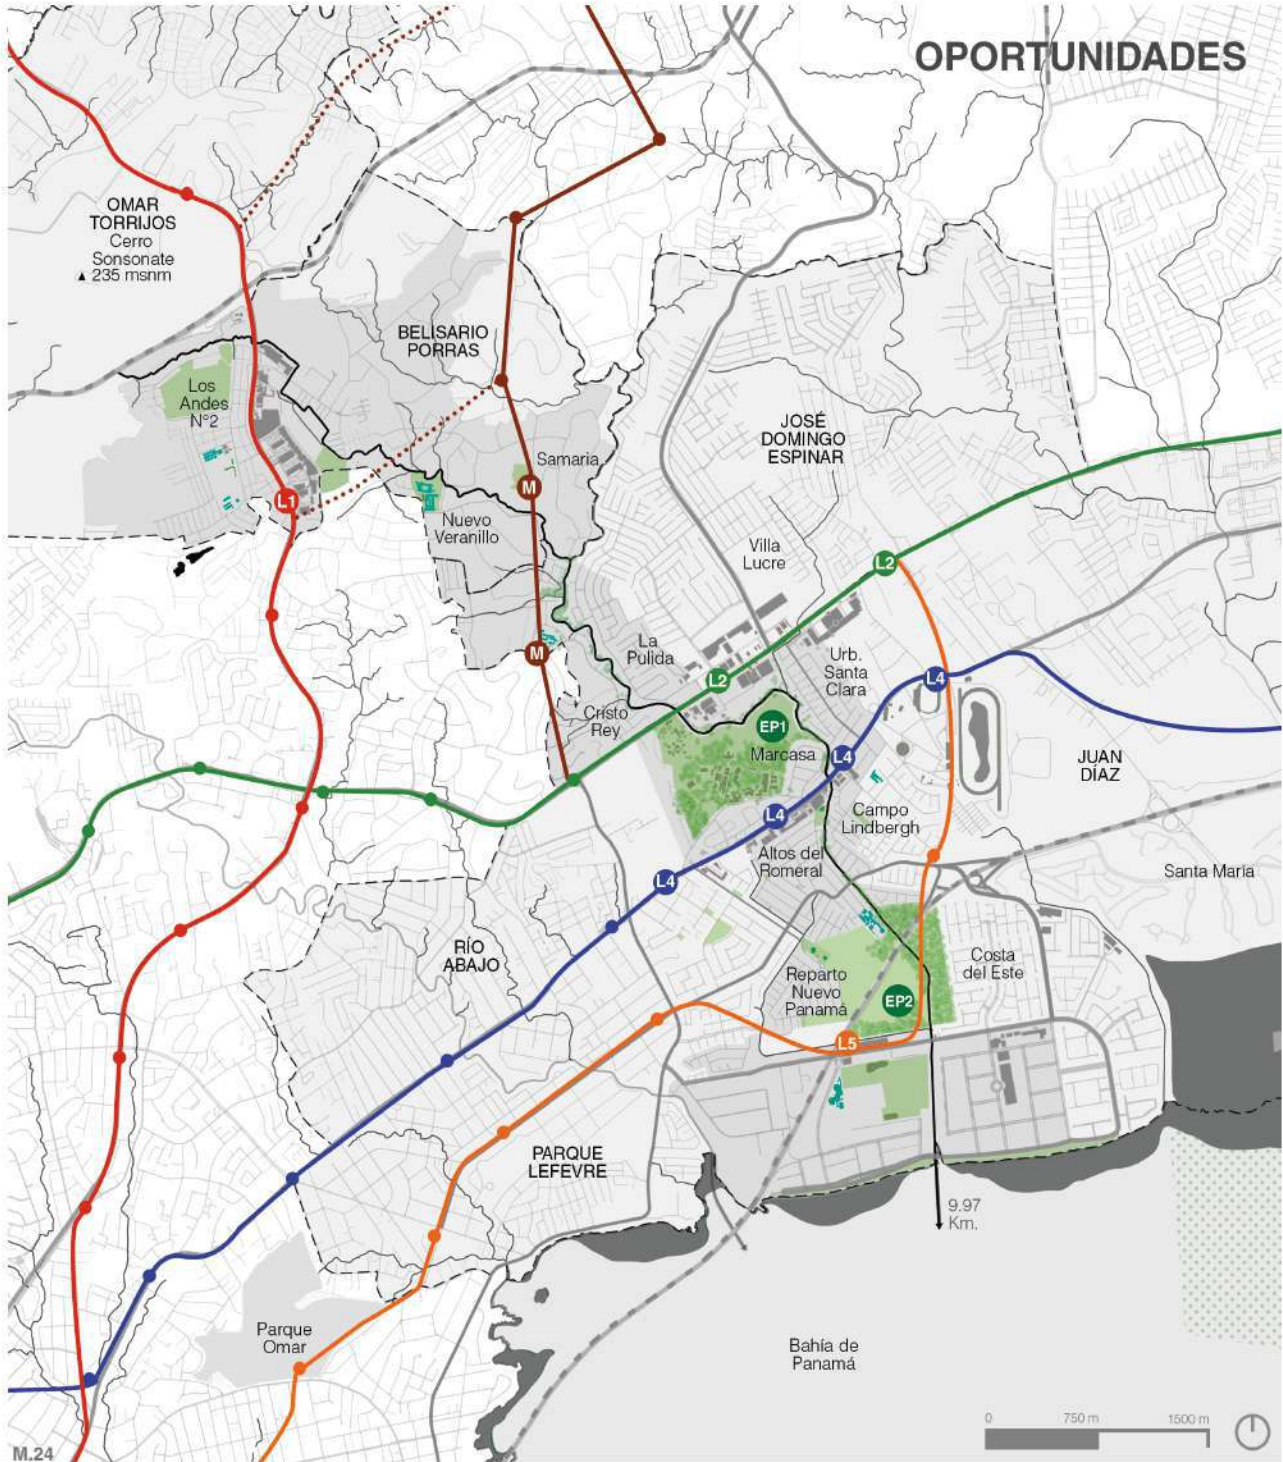 OPORTUNIDADES
OMAR
TORRIJOS
Cerro
Sonsonate
▲ 235 msnm
BELISARIO
PORRAS
Los
Andes
N°2
JOSÉ
DOMINGO
ESPINAR
Samaria
M
L1
Nuevo
Veranillo
Villa
Lucre
L2
La
Pulida
M
Urb.
Santa
Clara
L2
L4
Cristo
Rey
EP1
Marcasa
L4
JUAN
DÍAZ
L4
Campo
Lindbergh
Altos del
Romeral
Santa María
L4
RÍO
ABAJO
Costa
del Este
Reparto
Nuevo
Panamá
EP2
L5
PARQUE
LEFEVRE
9.97
Km.
Parque
Omar
Bahía de
Panamá
0 750 m 1500 m
M.24